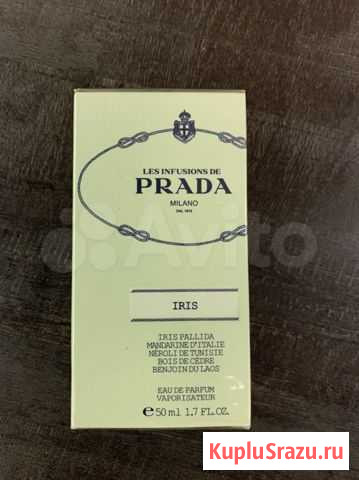 LES INFUSIONS DE
PRADA
MILANO
DAL 1913
IRIS
IRIS PALLIDA
MANDARINE D'ITALIE
NÉROLI DE TUNISIE
BOIS DE CÈDRE
BENJOIN DU LAOS
EAU DE PARFUM
VAPORISATEUR
℮ 50 ml 1.7 FL.OZ.
Avito
KupluSrazu.ru